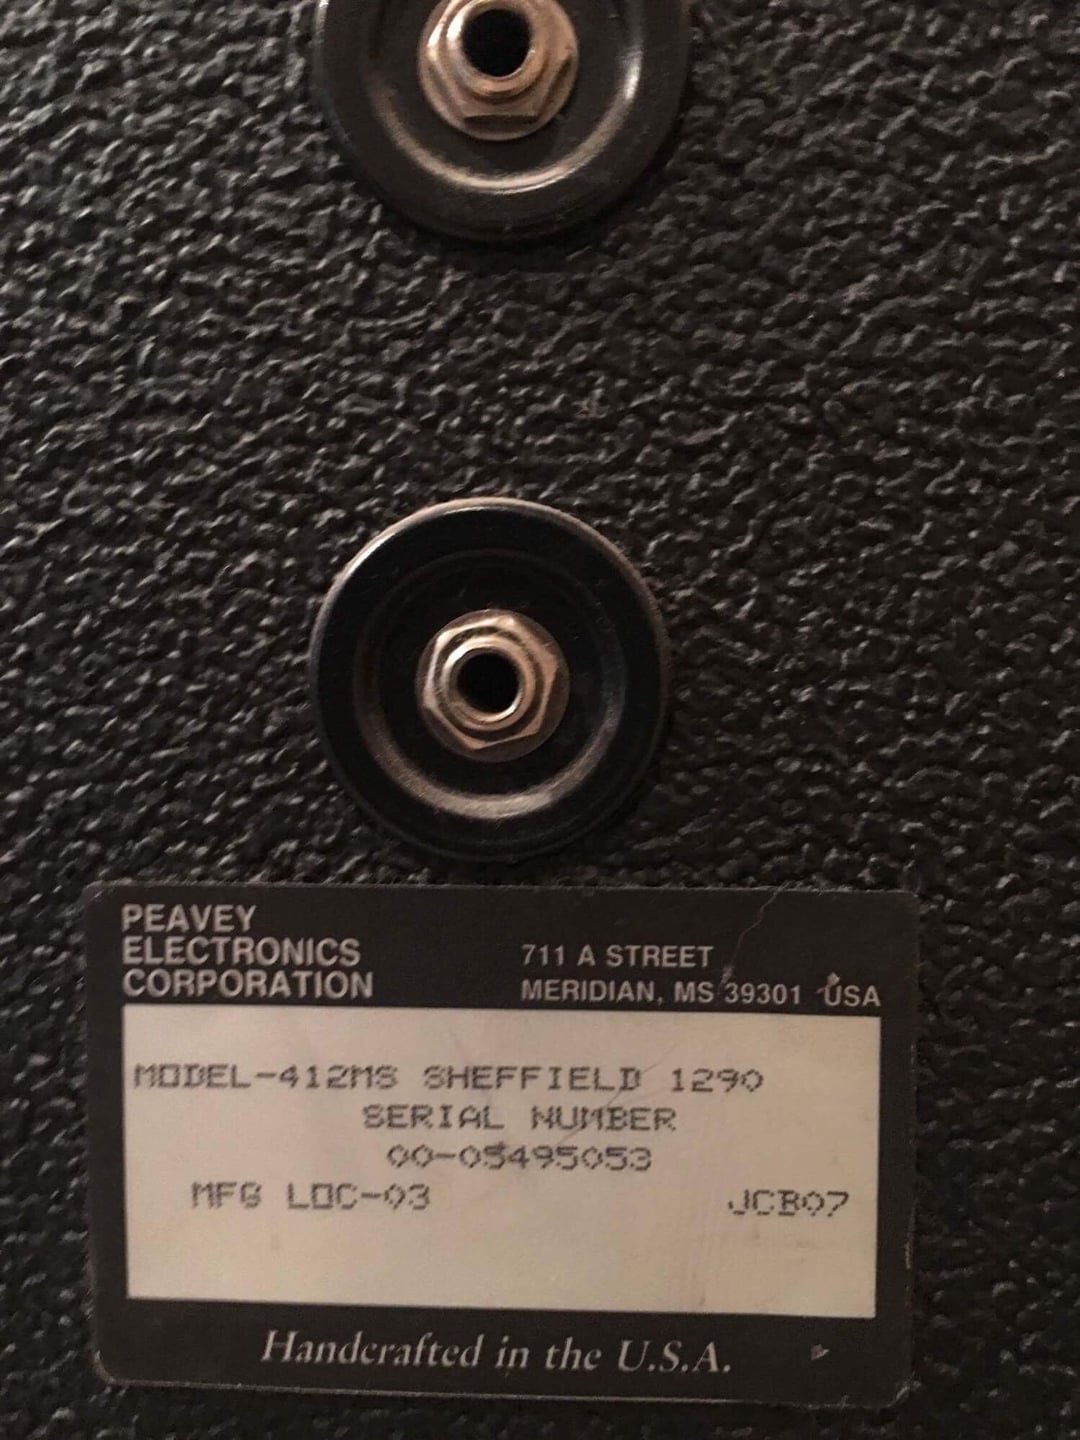 PEAVEY
ELECTRONICS
CORPORATION
711 A STREET
MERIDIAN, MS 39301 USA
MODEL-412MS SHEFFIELD 1290
SERIAL NUMBER
00-05495053
MFG LOC-03 JCB07
Handcrafted in the U.S.A.